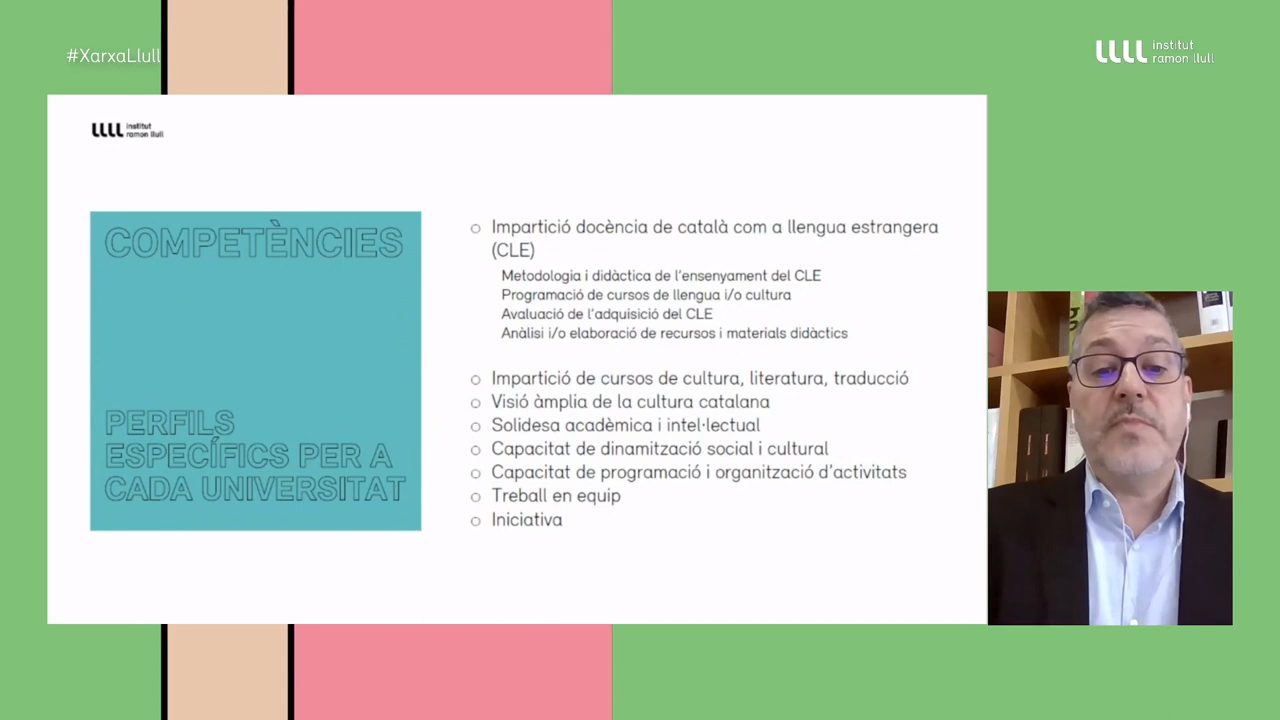 #XarxaLlull
institut
ramon llull
institut
ramon llull
COMPETÈNCIES
PERFILS
ESPECÍFICS PER A
CADA UNIVERSITAT
Impartició docència de català com a llengua estrangera
(CLE)
Metodologia i didàctica de l'ensenyament del CLE
Programació de cursos de llengua i/o cultura
Avaluació de l'adquisició del CLE
Anàlisi i/o elaboració de recursos i materials didàctics
Impartició de cursos de cultura, literatura, traducció
Visió àmplia de la cultura catalana
Solidesa acadèmica i intel·lectual
Capacitat de dinamització social i cultural
Capacitat de programació i organització d'activitats
Treball en equip
Iniciativa